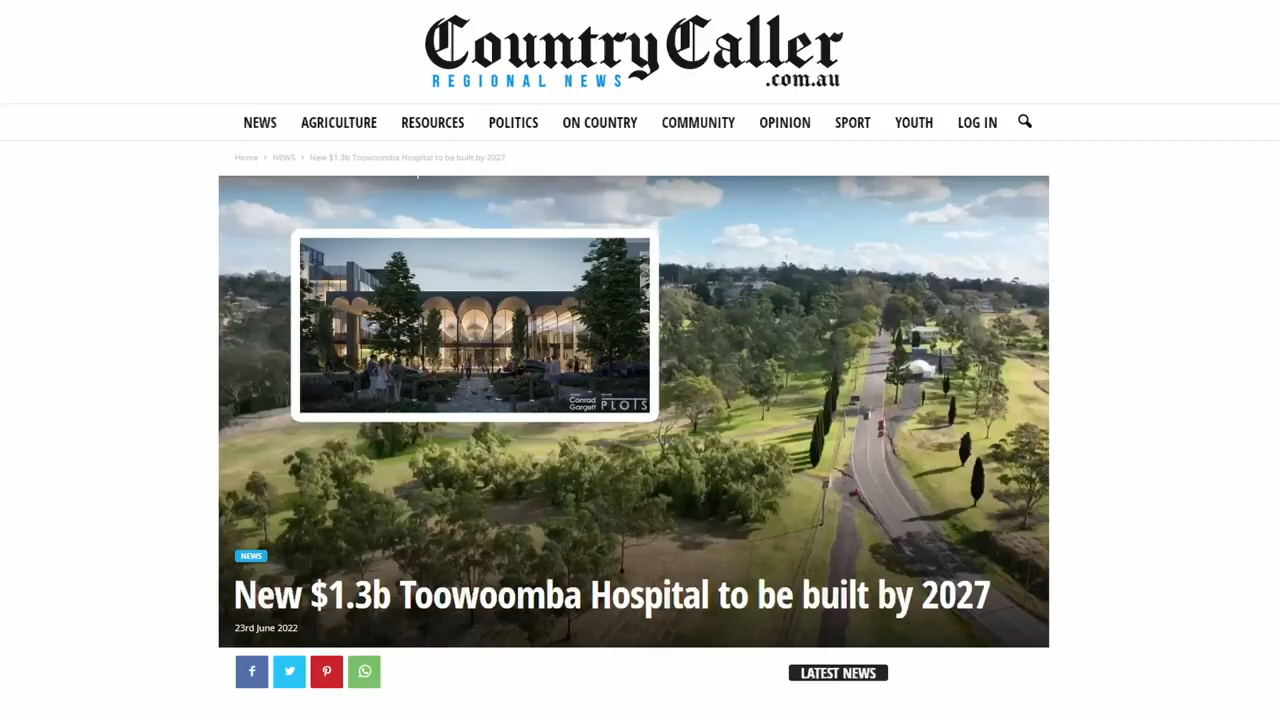 CountryCaller
REGIONAL NEWS .com.au
NEWS AGRICULTURE RESOURCES POLITICS ON COUNTRY COMMUNITY OPINION SPORT YOUTH LOG IN
Home › NEWS › New $1.3b Toowoomba Hospital to be built by 2027
Conrad
Gargett PLOTS
NEWS
New $1.3b Toowoomba Hospital to be built by 2027
23rd June 2022
LATEST NEWS